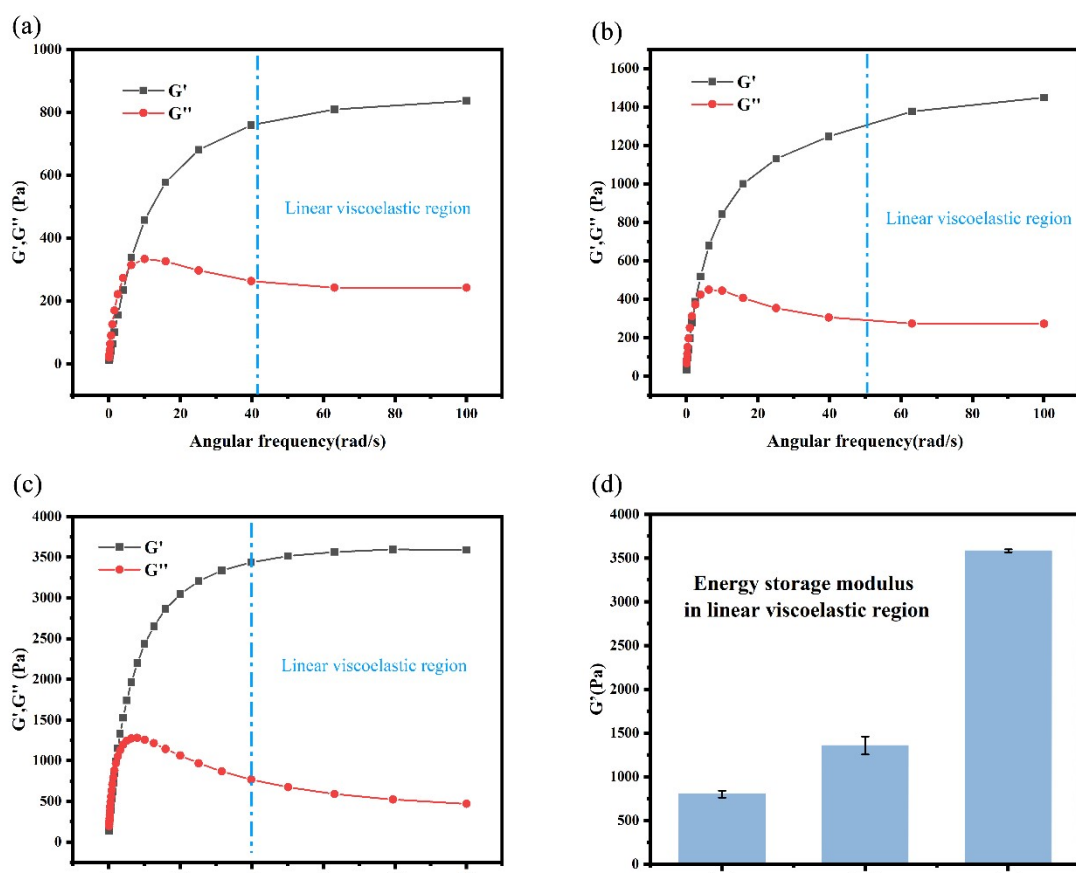 (a)
1000
800
600
400
200
0
G'
G''
Linear viscoelastic region
G',G'' (Pa)
0 20 40 60 80 100
Angular frequency(rad/s)
(b)
1600
1400
1200
1000
800
600
400
200
0
G'
G''
Linear viscoelastic region
G',G'' (Pa)
0 20 40 60 80 100
Angular frequency(rad/s)
(c)
4000
3500
3000
2500
2000
1500
1000
500
0
G'
G''
Linear viscoelastic region
G',G'' (Pa)
(d)
4000
3500
3000
2500
2000
1500
1000
500
0
Energy storage modulus
in linear viscoelastic region
G’(Pa)